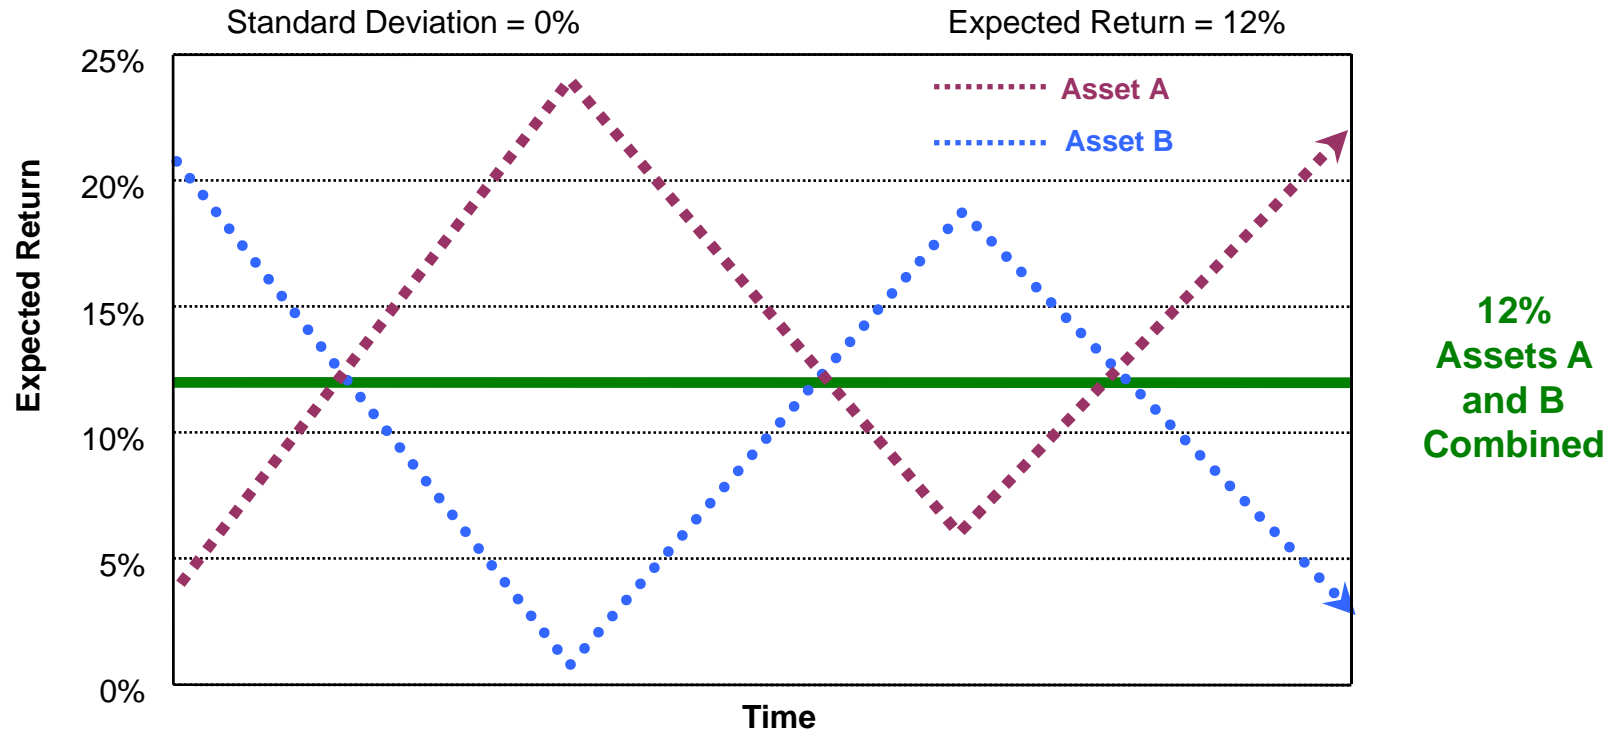 Standard Deviation = 0%
Expected Return = 12%
25%
20%
15%
10%
5%
0%
Expected Return
Asset A
Asset B
12%
Assets A
and B
Combined
Time